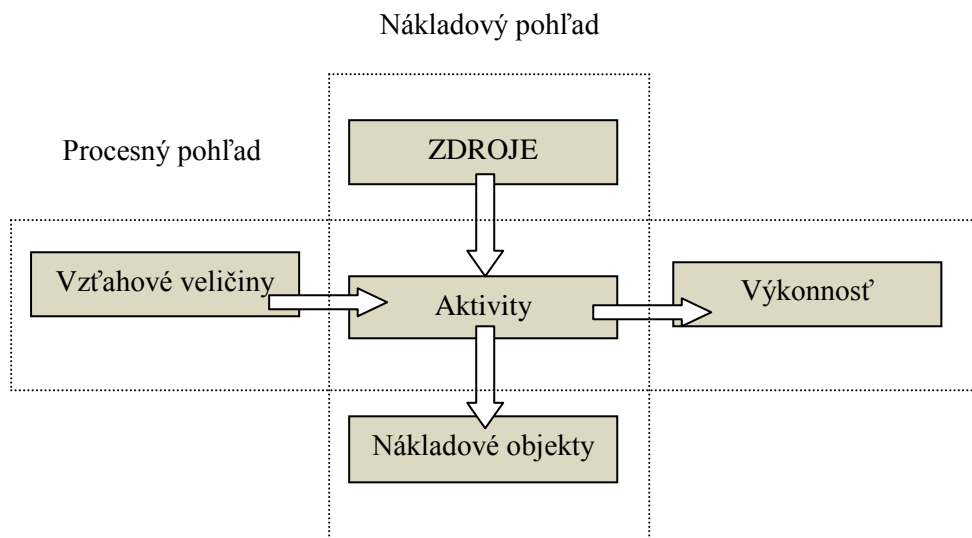 Nákladový pohľad
Procesný pohľad
ZDROJE
Vzťahové veličiny
Aktivity
Výkonnosť
Nákladové objekty